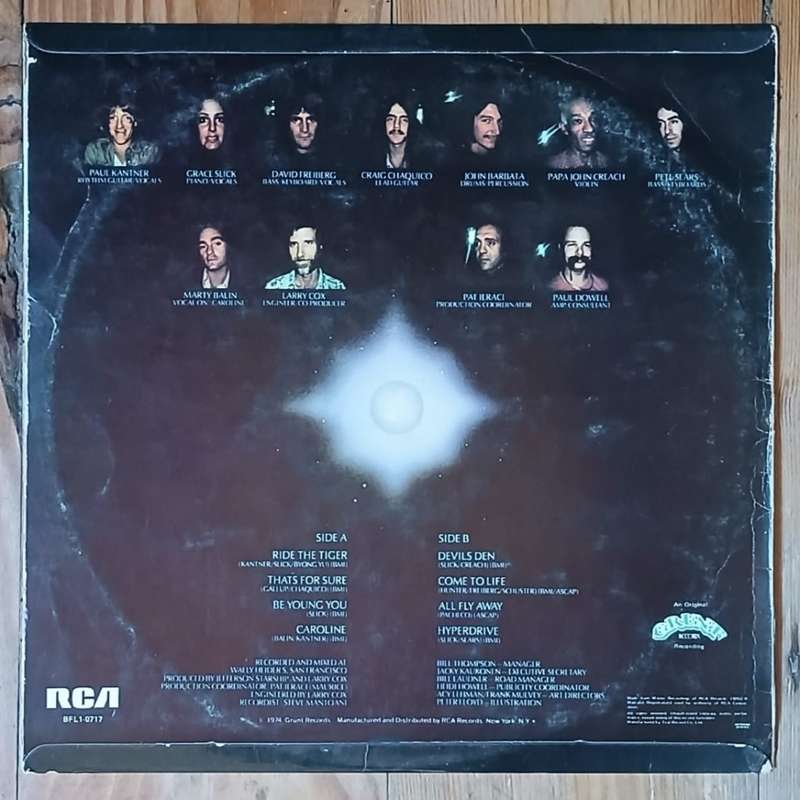 PAUL KANTNER
RHYTHM GUITAR/VOCALS
GRACE SLICK
PIANO/VOCALS
DAVID FREIBERG
BASS/KEYBOARD/VOCALS
CRAIG CHAQUICO
LEAD GUITAR
JOHN BARBATA
DRUMS/PERCUSSION
PAPA JOHN CREACH
VIOLIN
PETE SEARS
BASS/KEYBOARDS
MARTY BALIN
VOCAL ON "CAROLINE"
LARRY COX
ENGINEER/CO PRODUCER
PAT IERACI
PRODUCTION COORDINATOR
PAUL DOWELL
AMP CONSULTANT
SIDE A
RIDE THE TIGER
(KANTNER/SLICK/BYONG YU) (BMI)
THATS FOR SURE
(GALLUP/CHAQUICO) (BMI)
BE YOUNG YOU
(SLICK) (BMI)
CAROLINE
(BALIN/KANTNER) (BMI)
SIDE B
DEVILS DEN
(SLICK/CREACH) (BMI)
COME TO LIFE
(HUNTER/FREIBERG/SCHUSTER) (BMI/ASCAP)
ALL FLY AWAY
(PACHECO) (ASCAP)
HYPERDRIVE
(SLICK/SEARS) (BMI)
RECORDED AND MIXED AT
WALLY HEIDERS, SAN FRANCISCO
PRODUCED BY JEFFERSON STARSHIP AND LARRY COX
PRODUCTION COORDINATOR: PAT IERACI (MAURICE)
ENGINEERED BY LARRY COX
RECORDIST: STEVE MANTOANI
BILL THOMPSON – MANAGER
JACKY KAUKONEN – EXECUTIVE SECRETARY
BILL LAUDNER – ROAD MANAGER
HEIDI HOWELL – PUBLICITY COORDINATOR
ACY LEHMAN/FRANK MULVEY – ART DIRECTORS
PETER LLOYD – ILLUSTRATION
An Original
GRUNT
RECORDS
Recording
RCA
BFL1-0717
© 1974, Grunt Records Manufactured and Distributed by RCA Records, New York, N.Y.